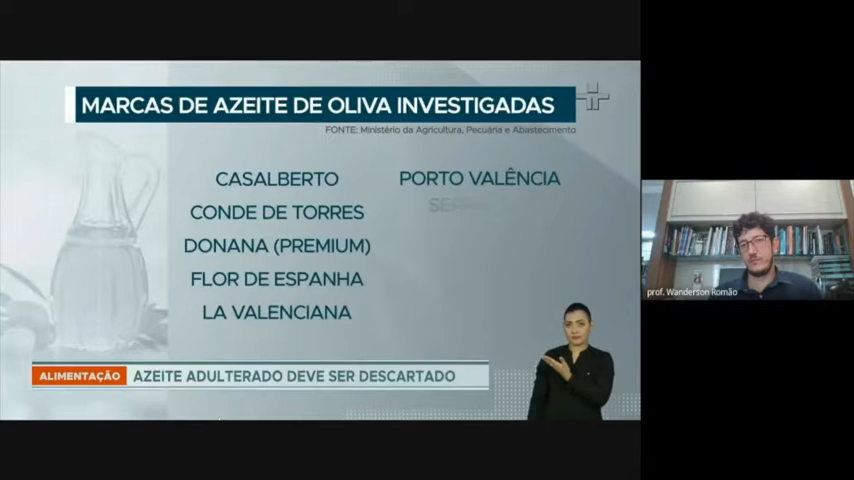 MARCAS DE AZEITE DE OLIVA INVESTIGADAS
FONTE: Ministério da Agricultura, Pecuária e Abastecimento
CASALBERTO
CONDE DE TORRES
DONANA (PREMIUM)
FLOR DE ESPANHA
LA VALENCIANA
PORTO VALÊNCIA
ALIMENTAÇÃO
AZEITE ADULTERADO DEVE SER DESCARTADO
prof. Wanderson Romão